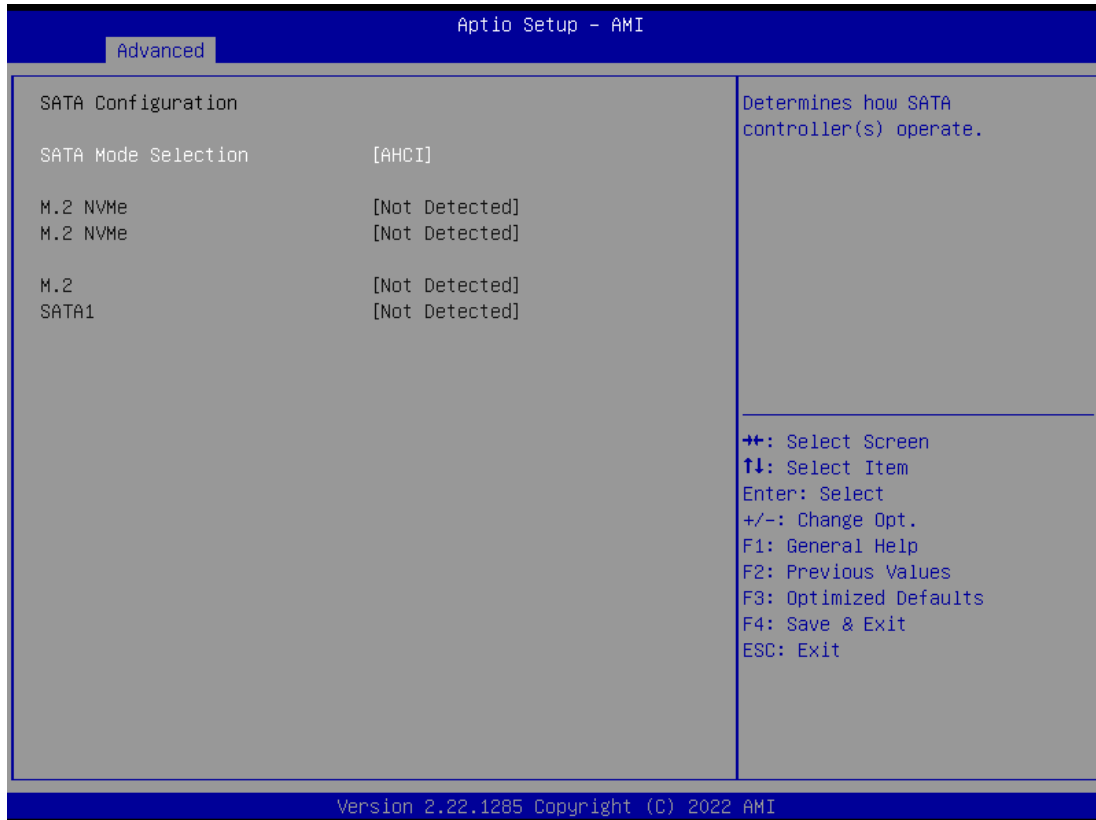 Aptio Setup – AMI
Advanced
SATA Configuration
SATA Mode Selection [AHCI]
M.2 NVMe [Not Detected]
M.2 NVMe [Not Detected]
M.2 [Not Detected]
SATA1 [Not Detected]
Determines how SATA
controller(s) operate.
→←: Select Screen
↑↓: Select Item
Enter: Select
+/-: Change Opt.
F1: General Help
F2: Previous Values
F3: Optimized Defaults
F4: Save & Exit
ESC: Exit
Version 2.22.1285 Copyright (C) 2022 AMI